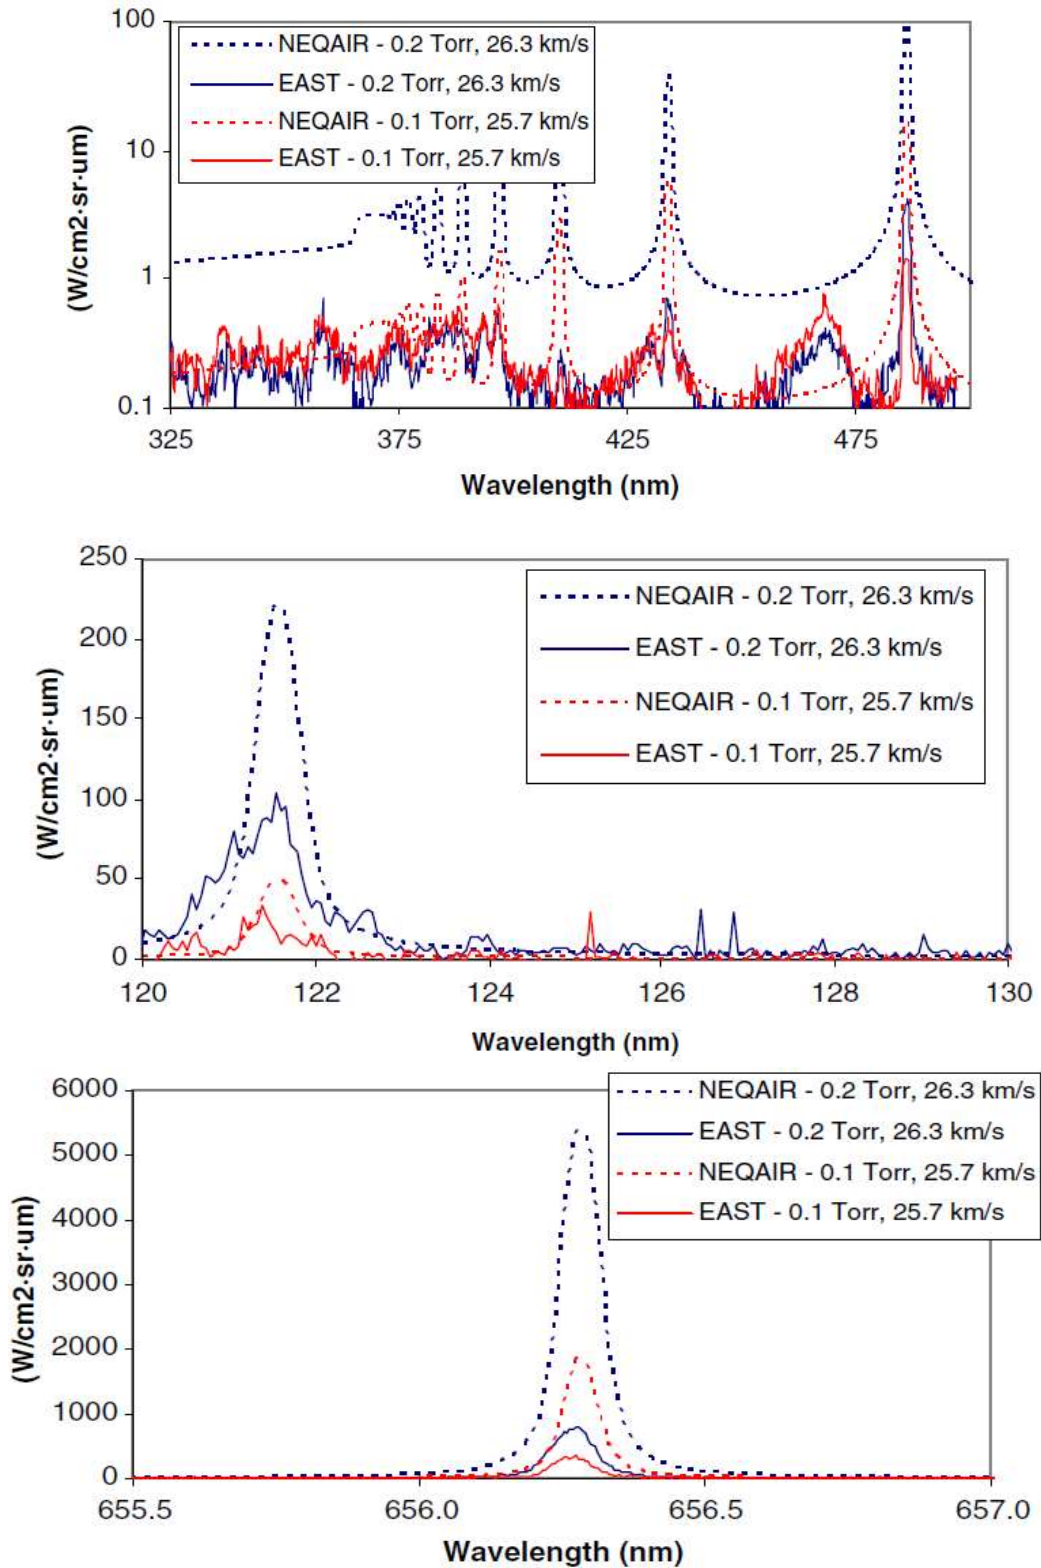 100
10
1
0.1
(W/cm2·sr·um)
NEQAIR - 0.2 Torr, 26.3 km/s
EAST - 0.2 Torr, 26.3 km/s
NEQAIR - 0.1 Torr, 25.7 km/s
EAST - 0.1 Torr, 25.7 km/s
325 375 425 475
Wavelength (nm)
250
200
150
100
50
0
(W/cm2·sr·um)
NEQAIR - 0.2 Torr, 26.3 km/s
EAST - 0.2 Torr, 26.3 km/s
NEQAIR - 0.1 Torr, 25.7 km/s
EAST - 0.1 Torr, 25.7 km/s
120 122 124 126 128 130
Wavelength (nm)
6000
5000
4000
3000
2000
1000
0
(W/cm2·sr·um)
NEQAIR - 0.2 Torr, 26.3 km/s
EAST - 0.2 Torr, 26.3 km/s
NEQAIR - 0.1 Torr, 25.7 km/s
EAST - 0.1 Torr, 25.7 km/s
655.5 656.0 656.5 657.0
Wavelength (nm)